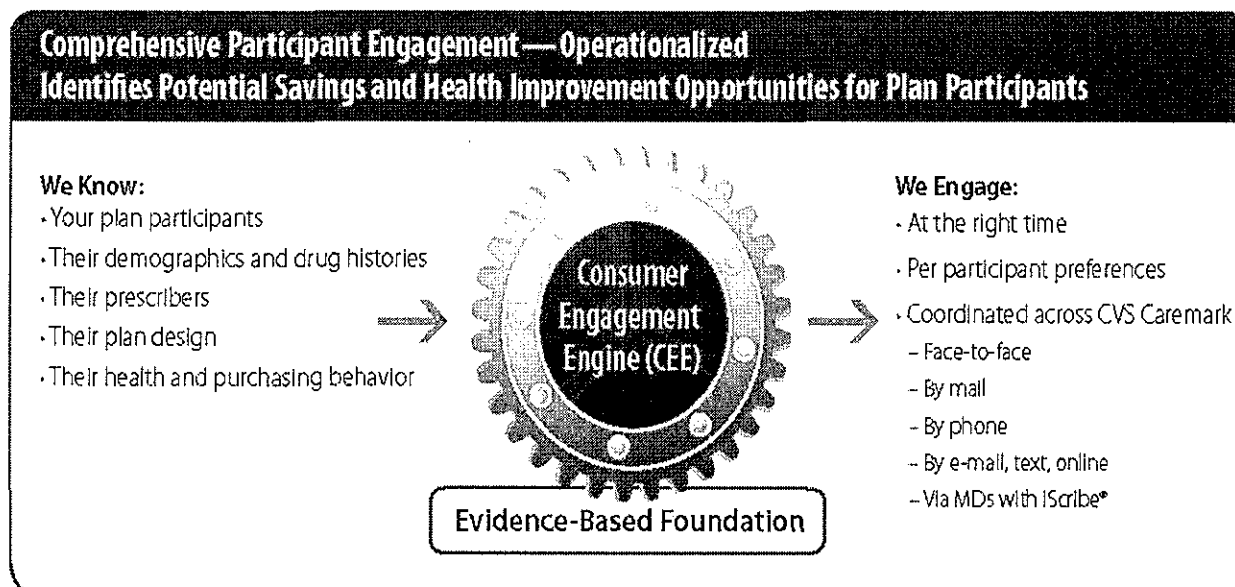 Comprehensive Participant Engagement — Operationalized
Identifies Potential Savings and Health Improvement Opportunities for Plan Participants
We Know:
· Your plan participants
· Their demographics and drug histories
· Their prescribers
· Their plan design
· Their health and purchasing behavior
Consumer
Engagement
Engine (CEE)
Evidence-Based Foundation
We Engage:
· At the right time
· Per participant preferences
· Coordinated across CVS Caremark
– Face-to-face
– By mail
– By phone
– By e-mail, text, online
– Via MDs with iScribe®